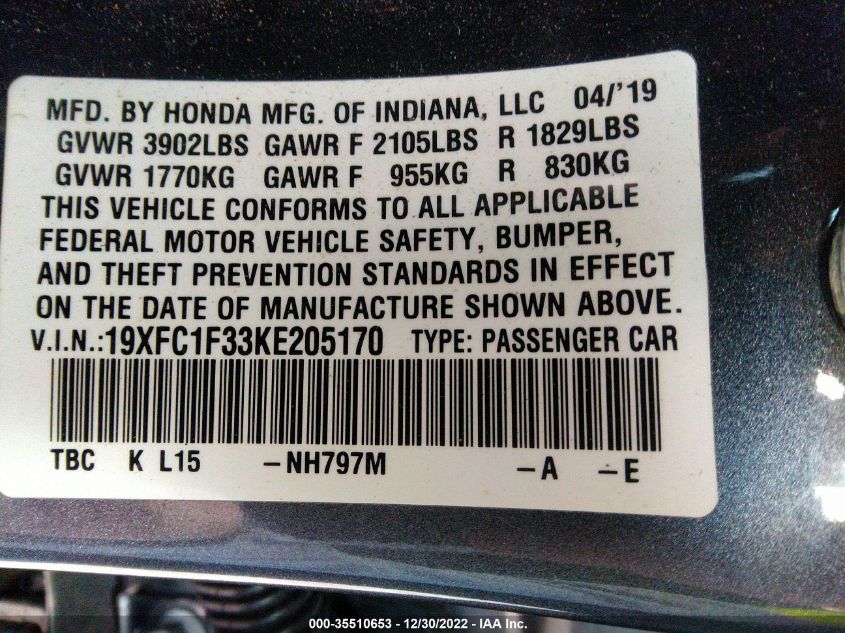 MFD. BY HONDA MFG. OF INDIANA, LLC 04/'19
GVWR 3902LBS GAWR F 2105LBS R 1829LBS
GVWR 1770KG GAWR F 955KG R 830KG
THIS VEHICLE CONFORMS TO ALL APPLICABLE
FEDERAL MOTOR VEHICLE SAFETY, BUMPER,
AND THEFT PREVENTION STANDARDS IN EFFECT
ON THE DATE OF MANUFACTURE SHOWN ABOVE.
V.I.N.:19XFC1F33KE205170 TYPE: PASSENGER CAR
TBC K L15 -NH797M -A -E
000-35510653 - 12/30/2022 - IAA Inc.